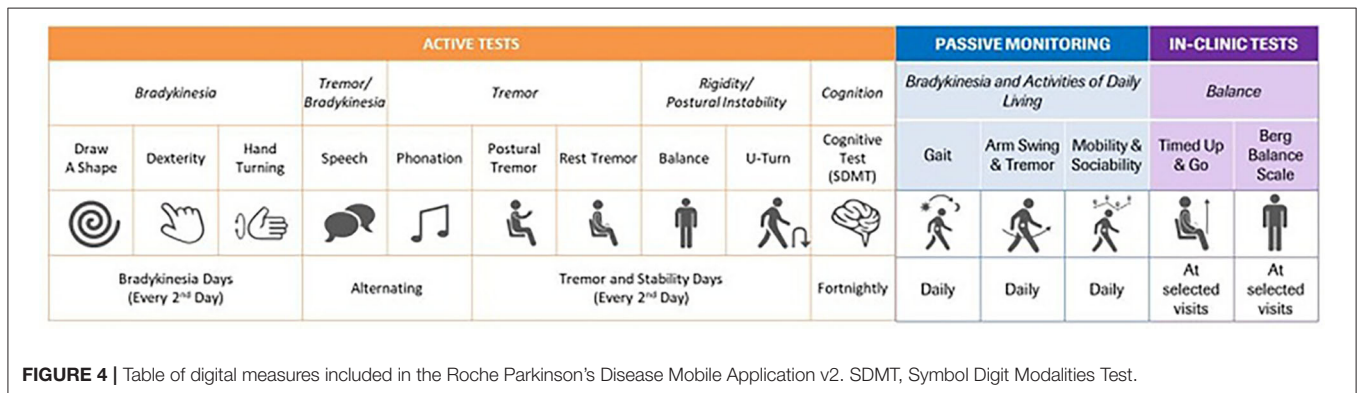 ACTIVE TESTS PASSIVE MONITORING IN-CLINIC TESTS
Bradykinesia Tremor/ Bradykinesia Tremor Rigidity/ Postural Instability Cognition Bradykinesia and Activities of Daily Living Balance
Draw A Shape Dexterity Hand Turning Speech Phonation Postural Tremor Rest Tremor Balance U-Turn Cognitive Test (SDMT) Gait Arm Swing & Tremor Mobility & Sociability Timed Up & Go Berg Balance Scale
Bradykinesia Days (Every 2nd Day) Alternating Tremor and Stability Days (Every 2nd Day) Fortnightly Daily Daily Daily At selected visits At selected visits
FIGURE 4 | Table of digital measures included in the Roche Parkinson's Disease Mobile Application v2. SDMT, Symbol Digit Modalities Test.